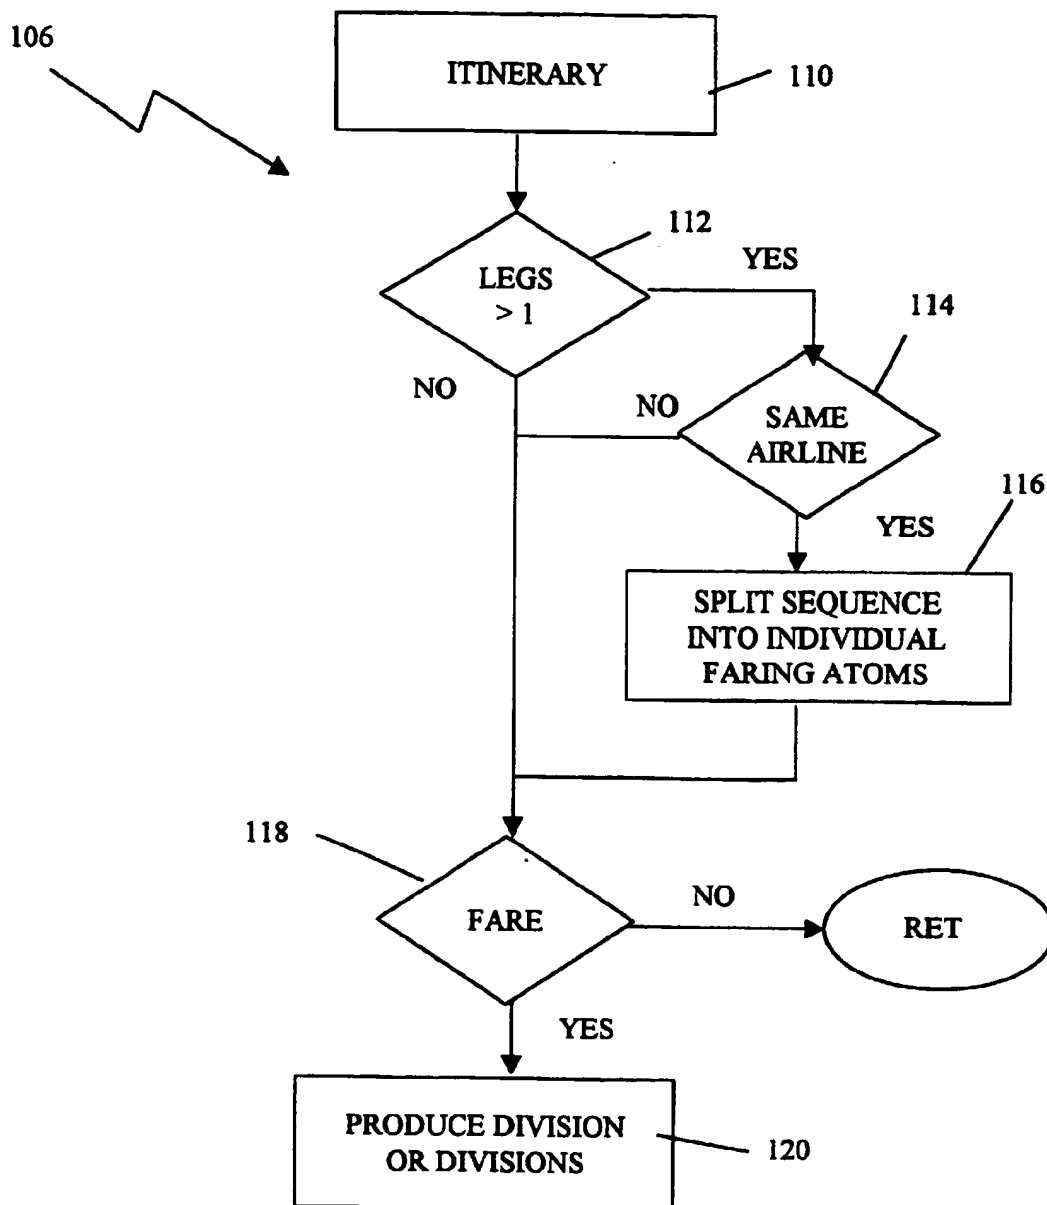 106
ITINERARY
110
112
LEGS
> 1
YES
114
NO
NO
SAME
AIRLINE
116
YES
SPLIT SEQUENCE
INTO INDIVIDUAL
FARING ATOMS
118
FARE
NO
RET
YES
PRODUCE DIVISION
OR DIVISIONS
120